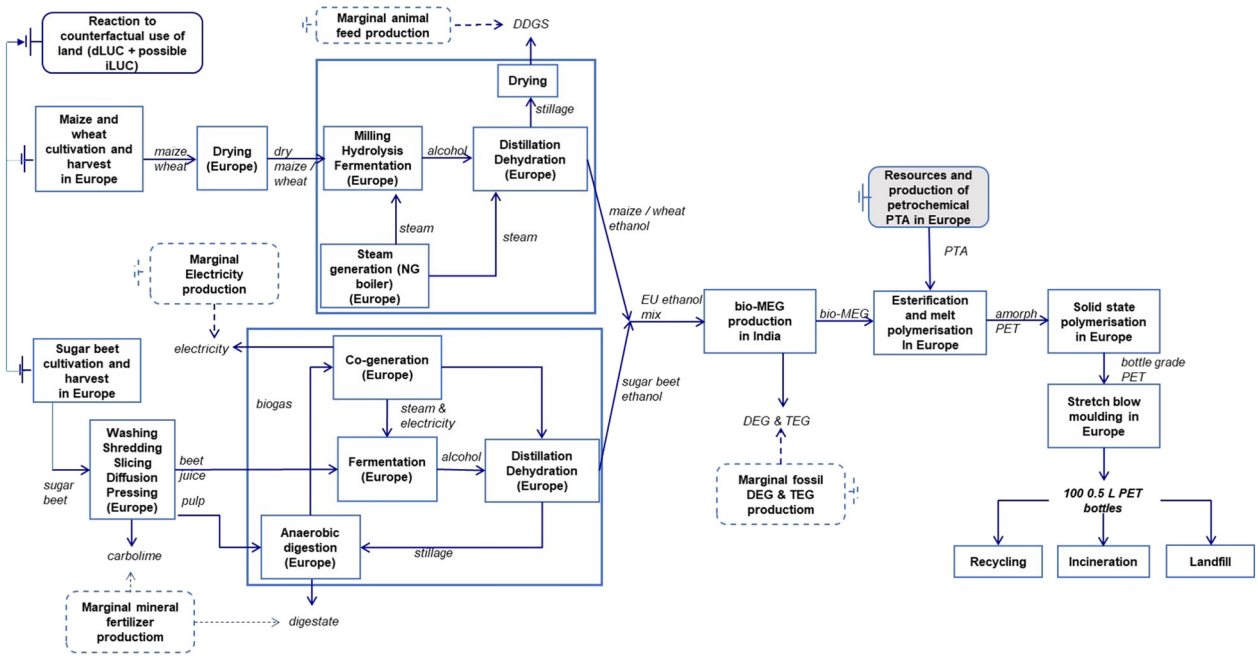 Reaction to
counterfactual use of
land (dLUC + possible
iLUC)
Marginal animal
feed production
DDGS
Drying
stillage
Maize and
wheat
cultivation and
harvest
in Europe
maize
wheat
Drying
(Europe)
dry
maize /
wheat
Milling
Hydrolysis
Fermentation
(Europe)
alcohol
Distillation
Dehydration
(Europe)
steam
steam
Steam
generation (NG
boiler)
(Europe)
maize / wheat
ethanol
Marginal
Electricity
production
electricity
Sugar beet
cultivation and
harvest
in Europe
sugar
beet
Washing
Shredding
Slicing
Diffusion
Pressing
(Europe)
beet
juice
pulp
carbolime
Marginal mineral
fertilizer
productiom
digestate
biogas
Co-generation
(Europe)
steam &
electricity
Fermentation
(Europe)
alcohol
Distillation
Dehydration
(Europe)
Anaerobic
digestion
(Europe)
stillage
sugar beet
ethanol
EU ethanol
mix
bio-MEG
production
in India
bio-MEG
DEG & TEG
Marginal fossil
DEG & TEG
productiom
Resources and
production of
petrochemical
PTA in Europe
PTA
Esterification
and melt
polymerisation
In Europe
amorph
PET
Solid state
polymerisation
in Europe
bottle grade
PET
Stretch blow
moulding in
Europe
100 0.5 L PET
bottles
Recycling
Incineration
Landfill